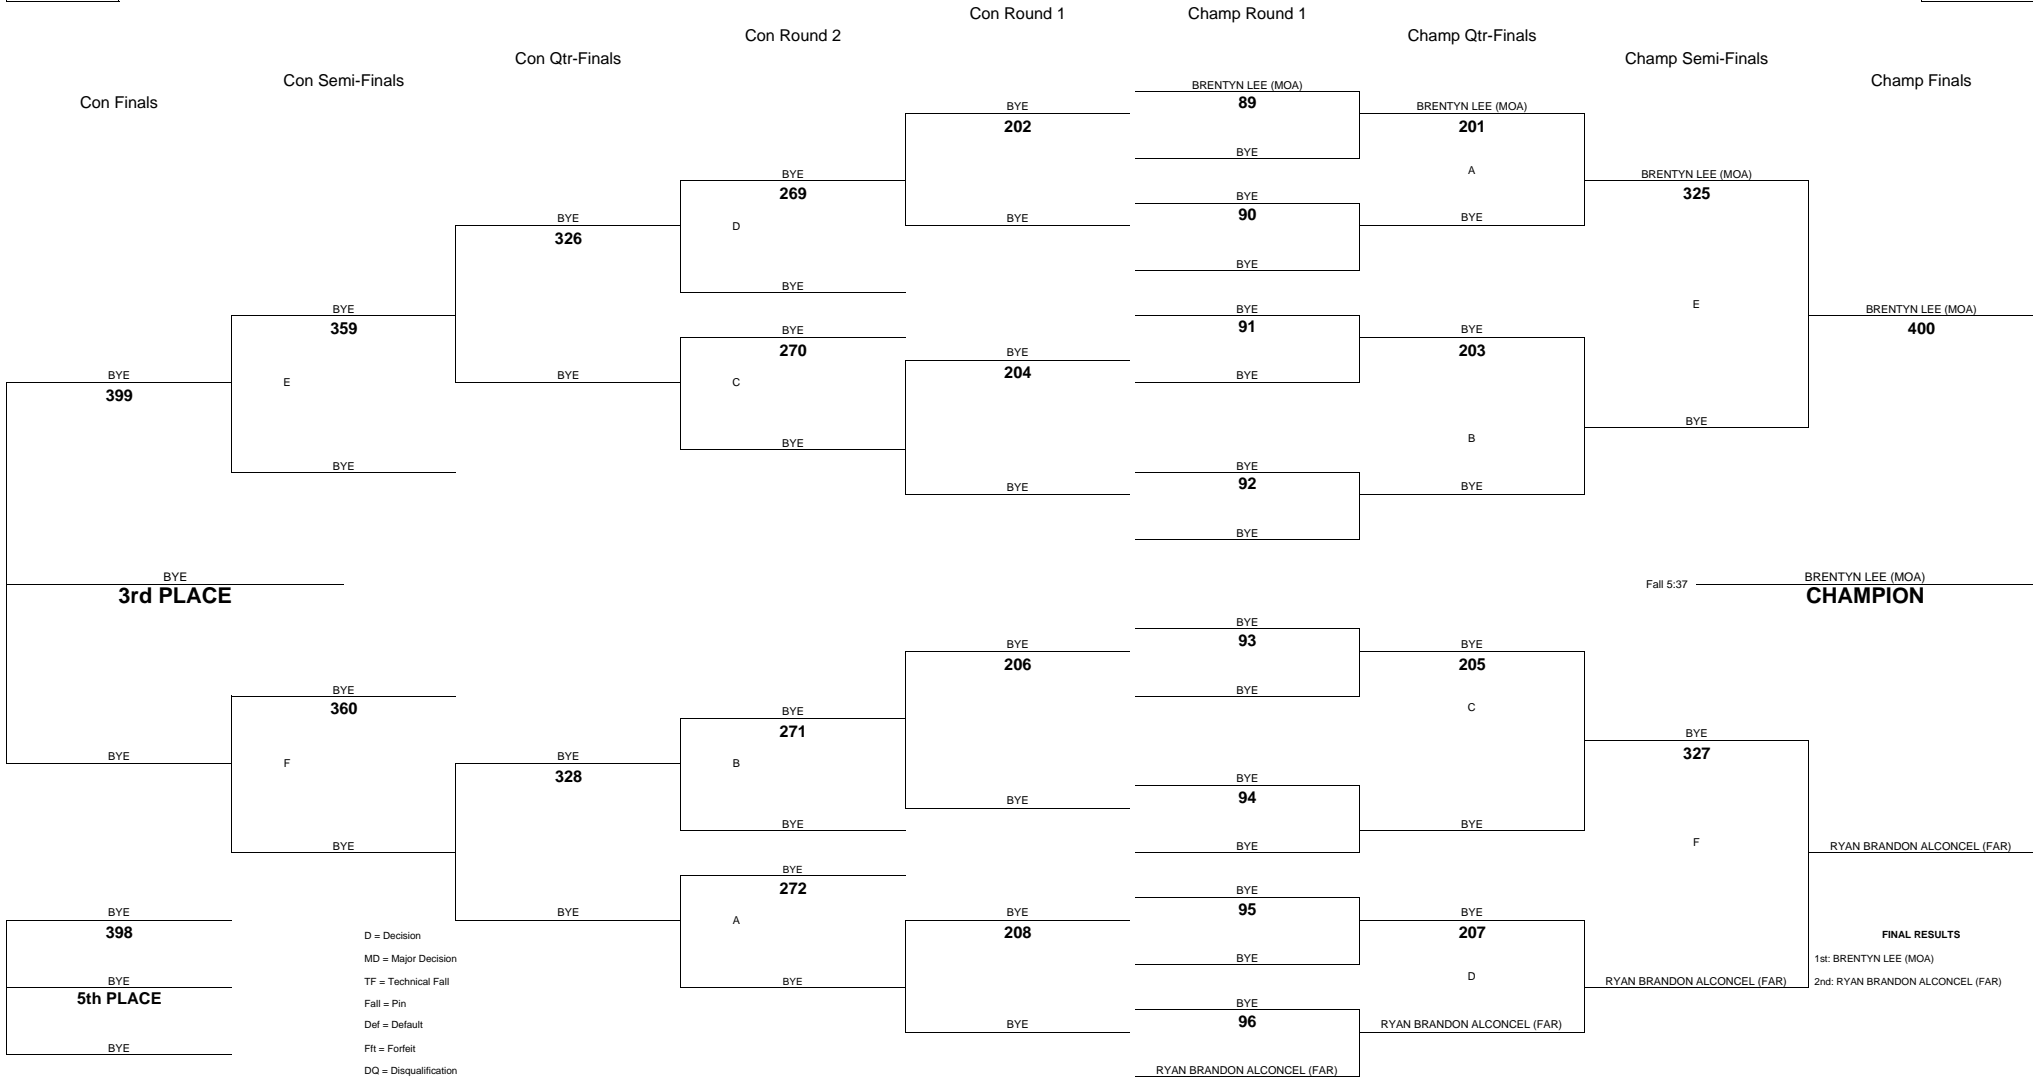 Con Round 1
Champ Round 1
Con Round 2
Champ Qtr-Finals
Con Qtr-Finals
Champ Semi-Finals
Con Semi-Finals
Champ Finals
Con Finals
BRENTYN LEE (MOA)
89
BYE
BYE
90
BYE
BYE
91
BYE
BYE
92
BYE
BYE
93
BYE
BYE
94
BYE
BYE
95
BYE
BYE
96
RYAN BRANDON ALCONCEL (FAR)
BRENTYN LEE (MOA)
201
A
BYE
BYE
203
B
BYE
BYE
205
C
BYE
BYE
207
D
RYAN BRANDON ALCONCEL (FAR)
BRENTYN LEE (MOA)
325
E
BYE
BYE
327
F
RYAN BRANDON ALCONCEL (FAR)
BRENTYN LEE (MOA)
400
Fall 5:37
BRENTYN LEE (MOA)
CHAMPION
RYAN BRANDON ALCONCEL (FAR)
FINAL RESULTS
1st: BRENTYN LEE (MOA)
2nd: RYAN BRANDON ALCONCEL (FAR)
BYE
202
BYE
BYE
204
BYE
BYE
206
BYE
BYE
208
BYE
BYE
269
D
BYE
BYE
270
C
BYE
BYE
271
B
BYE
BYE
272
A
BYE
BYE
326
BYE
BYE
328
BYE
BYE
359
E
BYE
BYE
360
F
BYE
BYE
399
BYE
3rd PLACE
BYE
BYE
398
BYE
5th PLACE
BYE
D = Decision
MD = Major Decision
TF = Technical Fall
Fall = Pin
Def = Default
Fft = Forfeit
DQ = Disqualification